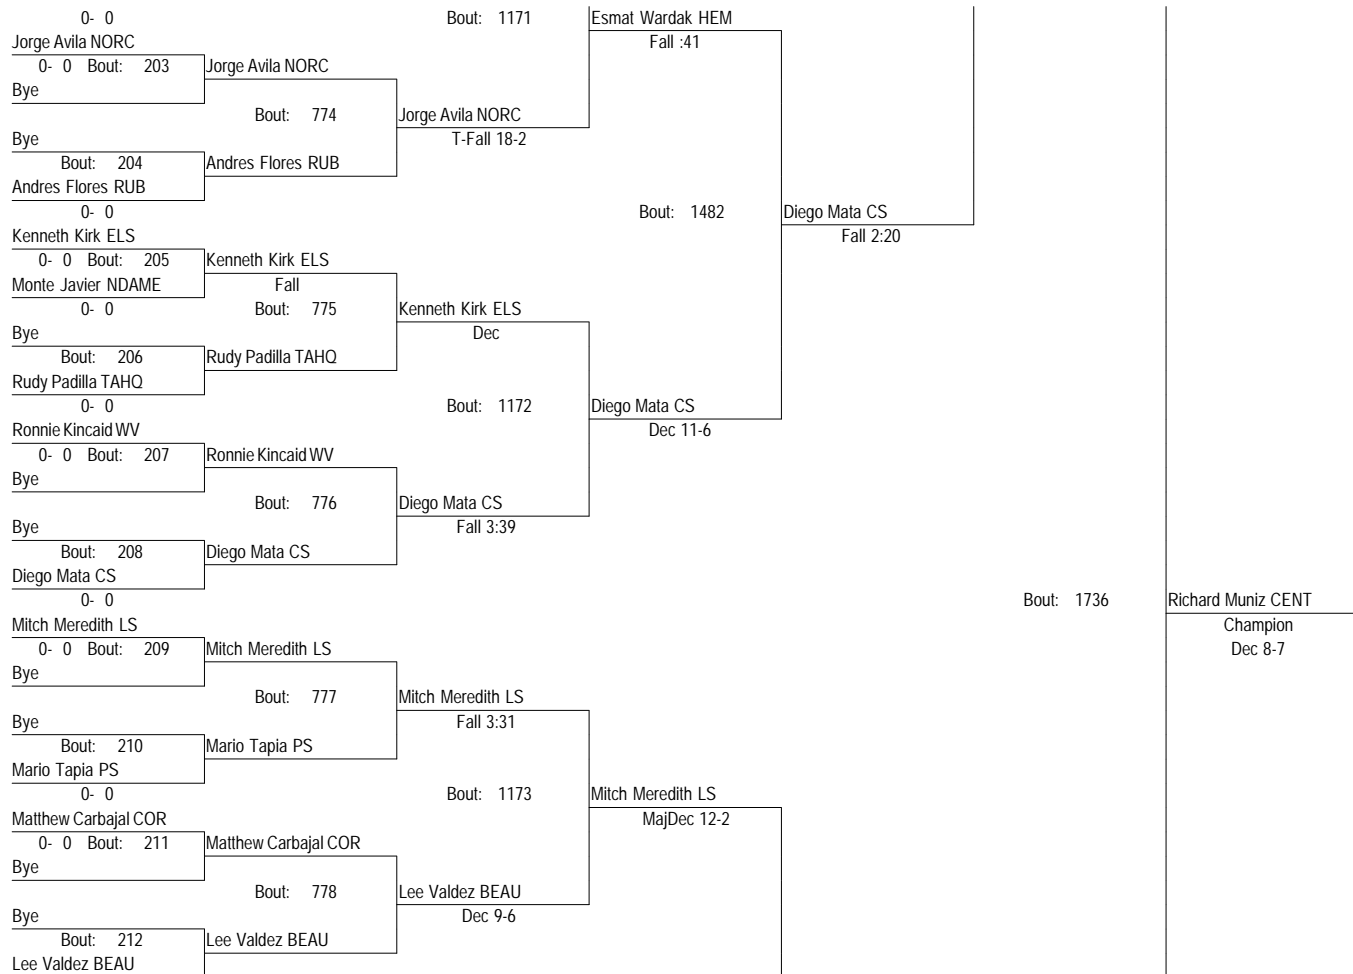 0- 0 Bout: 1171 Esmat Wardak HEM
Jorge Avila NORC Fall :41
0- 0 Bout: 203 Jorge Avila NORC
Bye
Bout: 774 Jorge Avila NORC
Bye T-Fall 18-2
Bout: 204 Andres Flores RUB
Andres Flores RUB
0- 0 Bout: 1482 Diego Mata CS
Kenneth Kirk ELS Fall 2:20
0- 0 Bout: 205 Kenneth Kirk ELS
Monte Javier NDAME Fall
0- 0 Bout: 775 Kenneth Kirk ELS
Bye Dec
Bout: 206 Rudy Padilla TAHQ
Rudy Padilla TAHQ
0- 0 Bout: 1172 Diego Mata CS
Ronnie Kincaid WV Dec 11-6
0- 0 Bout: 207 Ronnie Kincaid WV
Bye
Bout: 776 Diego Mata CS
Bye Fall 3:39
Bout: 208 Diego Mata CS
Diego Mata CS
0- 0 Bout: 1736 Richard Muniz CENT
Mitch Meredith LS Champion
0- 0 Bout: 209 Mitch Meredith LS Dec 8-7
Bye
Bout: 777 Mitch Meredith LS
Bye Fall 3:31
Bout: 210 Mario Tapia PS
Mario Tapia PS
0- 0 Bout: 1173 Mitch Meredith LS
Matthew Carbajal COR MajDec 12-2
0- 0 Bout: 211 Matthew Carbajal COR
Bye
Bout: 778 Lee Valdez BEAU
Bye Dec 9-6
Bout: 212 Lee Valdez BEAU
Lee Valdez BEAU